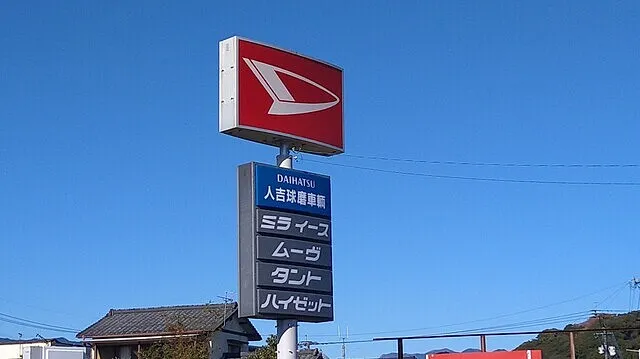 DAIHATSU
人吉球磨車輌
ミラ イース
ムーヴ
タント
ハイゼット